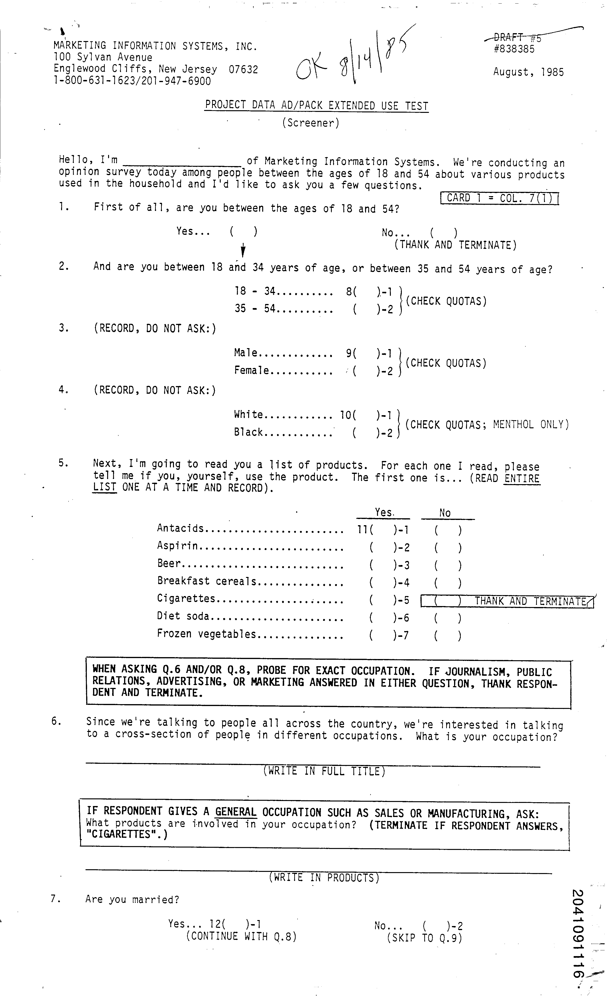 MARKETING INFORMATION SYSTEMS, INC.
100 Sylvan Avenue
Englewood Cliffs, New Jersey 07632
1-800-631-1623/201-947-6900
OK 8/14/85
DRAFT #5
#838385
August, 1985
PROJECT DATA AD/PACK EXTENDED USE TEST
(Screener)
Hello, I'm ____________________ of Marketing Information Systems. We're conducting an
opinion survey today among people between the ages of 18 and 54 about various products
used in the household and I'd like to ask you a few questions.
CARD 1 = COL. 7(1)
1. First of all, are you between the ages of 18 and 54?
Yes... ( ) No... ( )
(THANK AND TERMINATE)
2. And are you between 18 and 34 years of age, or between 35 and 54 years of age?
18 - 34.......... 8( )-1
(CHECK QUOTAS)
35 - 54.......... ( )-2
3. (RECORD, DO NOT ASK:)
Male............. 9( )-1
(CHECK QUOTAS)
Female........... ( )-2
4. (RECORD, DO NOT ASK:)
White............ 10( )-1
(CHECK QUOTAS; MENTHOL ONLY)
Black............ ( )-2
5. Next, I'm going to read you a list of products. For each one I read, please
tell me if you, yourself, use the product. The first one is... (READ ENTIRE
LIST ONE AT A TIME AND RECORD).
Yes. No
Antacids....................... 11( )-1 ( )
Aspirin........................ ( )-2 ( )
Beer........................... ( )-3 ( )
Breakfast cereals.............. ( )-4 ( )
Cigarettes..................... ( )-5 ( ) THANK AND TERMINATE
Diet soda...................... ( )-6 ( )
Frozen vegetables.............. ( )-7 ( )
WHEN ASKING Q.6 AND/OR Q.8, PROBE FOR EXACT OCCUPATION. IF JOURNALISM, PUBLIC
RELATIONS, ADVERTISING, OR MARKETING ANSWERED IN EITHER QUESTION, THANK RESPON-
DENT AND TERMINATE.
6. Since we're talking to people all across the country, we're interested in talking
to a cross-section of people in different occupations. What is your occupation?
(WRITE IN FULL TITLE)
IF RESPONDENT GIVES A GENERAL OCCUPATION SUCH AS SALES OR MANUFACTURING, ASK:
What products are involved in your occupation? (TERMINATE IF RESPONDENT ANSWERS,
"CIGARETTES".)
(WRITE IN PRODUCTS)
7. Are you married?
Yes... 12( )-1 No... ( )-2
(CONTINUE WITH Q.8) (SKIP TO Q.9)
2041091116